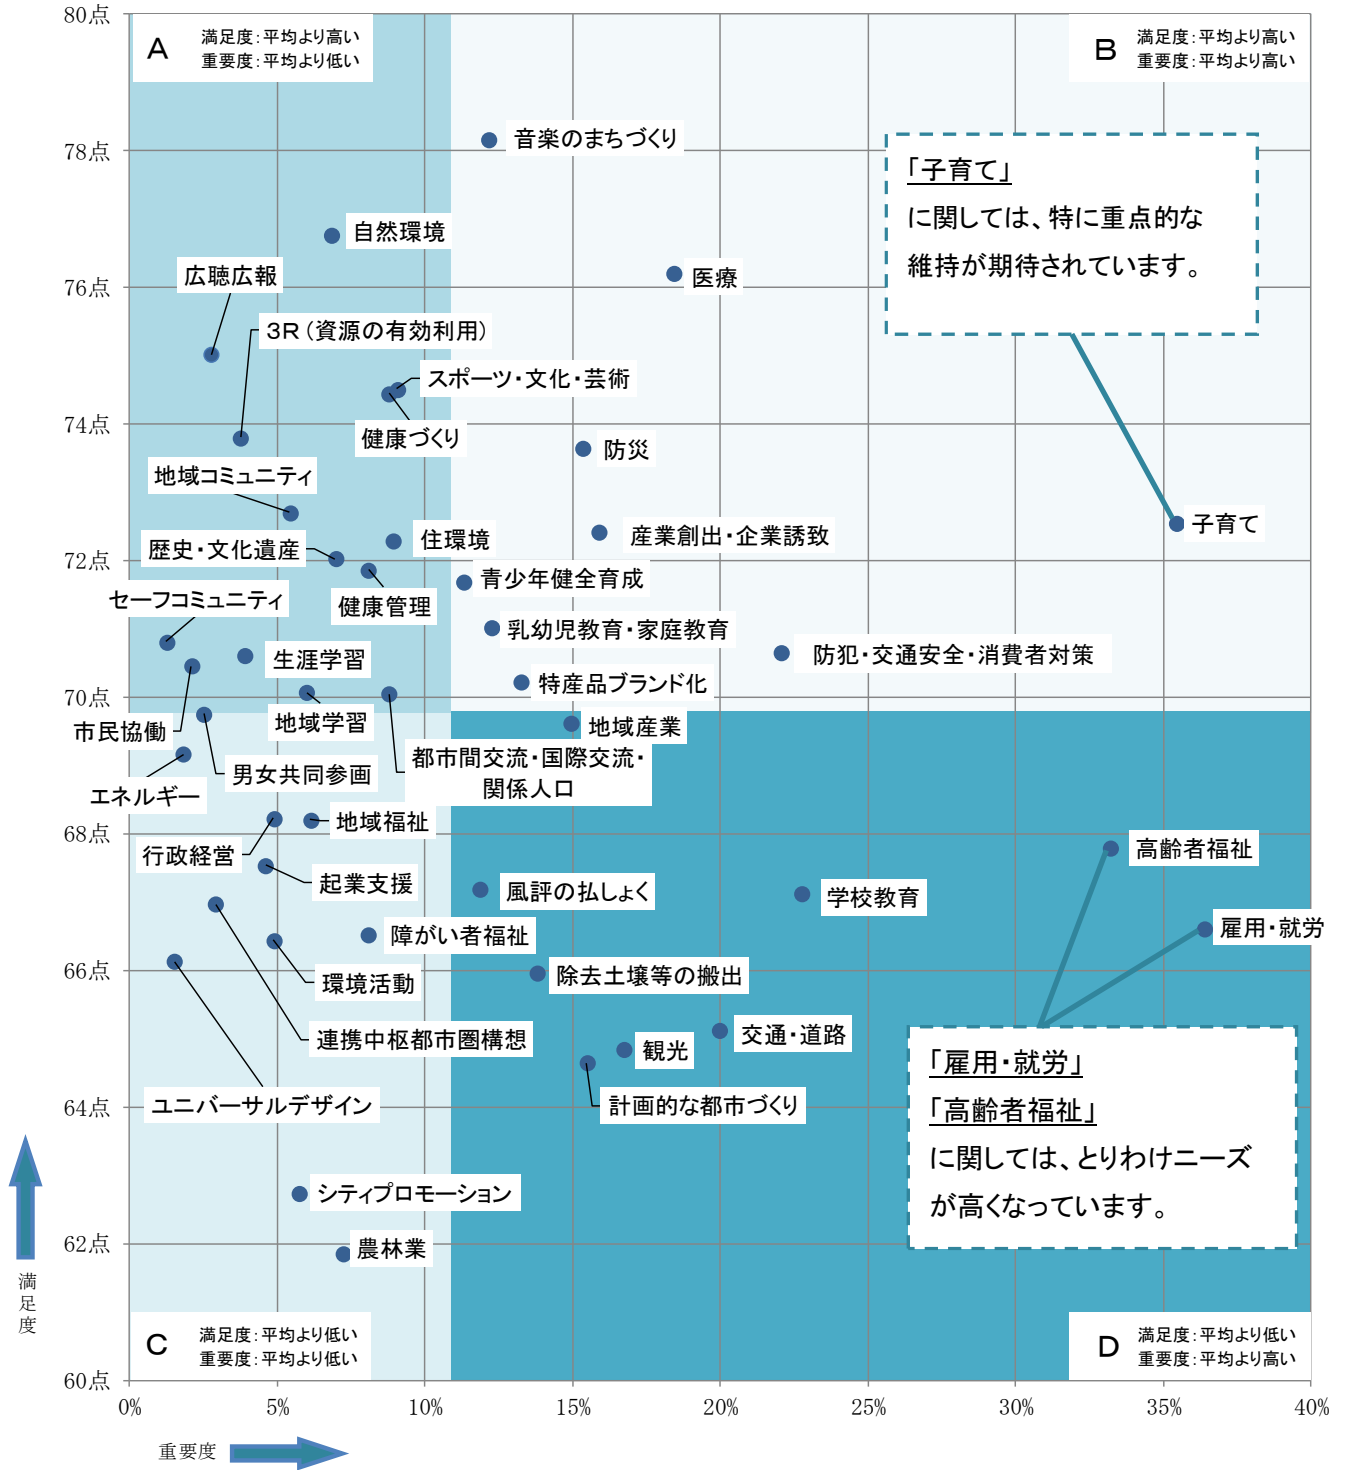 80点
A
満足度：平均より高い
重要度：平均より低い
B
満足度：平均より高い
重要度：平均より高い
78点
音楽のまちづくり
「子育て」
に関しては、特に重点的な
維持が期待されています。
自然環境
76点
広聴広報
医療
３Ｒ（資源の有効利用）
スポーツ・文化・芸術
74点
健康づくり
防災
地域コミュニティ
子育て
産業創出・企業誘致
住環境
歴史・文化遺産
72点
青少年健全育成
健康管理
セーフコミュニティ
乳幼児教育・家庭教育
生涯学習
防犯・交通安全・消費者対策
70点
特産品ブランド化
地域学習
地域産業
市民協働
男女共同参画
都市間交流・国際交流・
関係人口
エネルギー
68点
地域福祉
行政経営
高齢者福祉
起業支援
風評の払しょく
学校教育
障がい者福祉
雇用・就労
66点
環境活動
除去土壌等の搬出
連携中枢都市圏構想
観光
交通・道路
「雇用・就労」
「高齢者福祉」
に関しては、とりわけニーズ
が高くなっています。
64点
ユニバーサルデザイン
計画的な都市づくり
シティプロモーション
62点
農林業
満足度
C
満足度：平均より低い
重要度：平均より低い
D
満足度：平均より低い
重要度：平均より高い
60点
0%
5%
10%
15%
20%
25%
30%
35%
40%
重要度